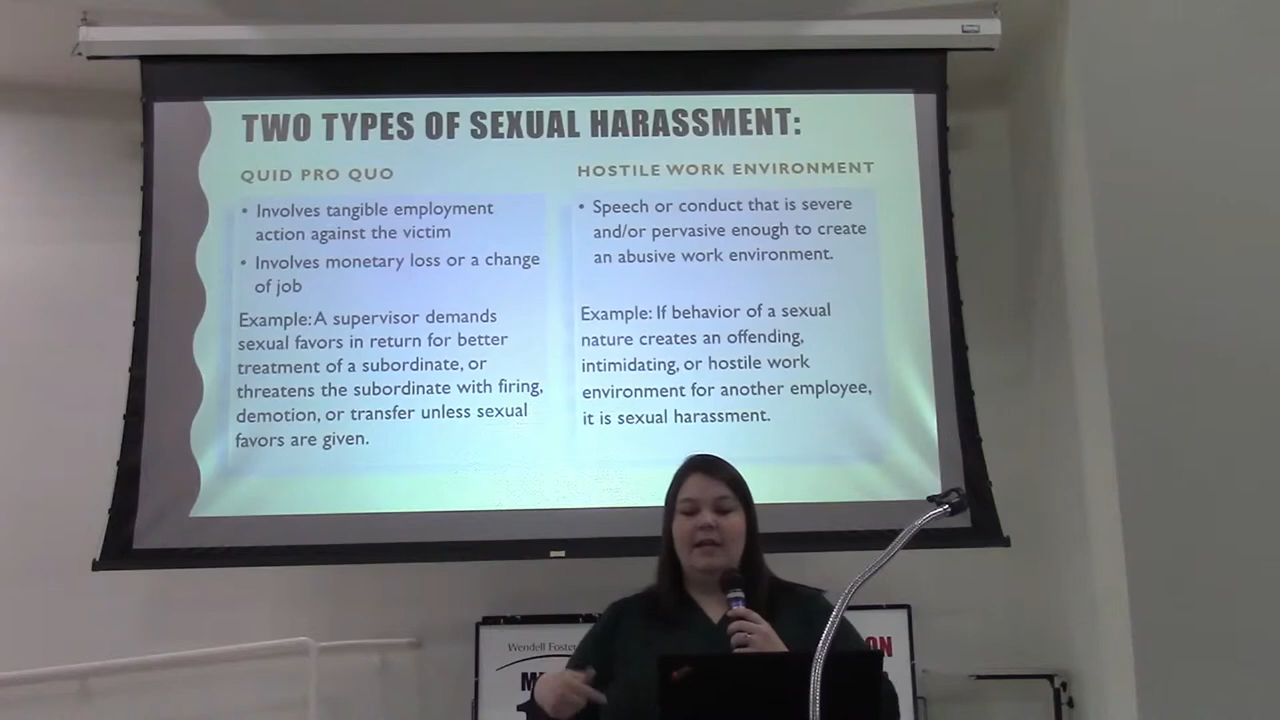 TWO TYPES OF SEXUAL HARASSMENT:
QUID PRO QUO
• Involves tangible employment
action against the victim
• Involves monetary loss or a change
of job
Example: A supervisor demands
sexual favors in return for better
treatment of a subordinate, or
threatens the subordinate with firing,
demotion, or transfer unless sexual
favors are given.
HOSTILE WORK ENVIRONMENT
• Speech or conduct that is severe
and/or pervasive enough to create
an abusive work environment.
Example: If behavior of a sexual
nature creates an offending,
intimidating, or hostile work
environment for another employee,
it is sexual harassment.
Wendell Foster